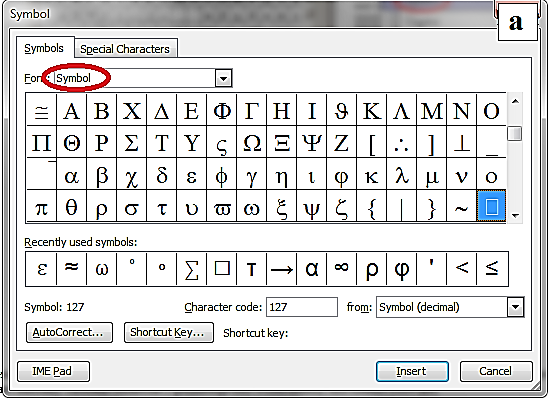 Symbol
a
Symbols Special Characters
Font: Symbol
≅ Α Β Χ Δ Ε Φ Γ Η Ι ϑ Κ Λ Μ Ν Ο
Π Θ Ρ Σ Τ Υ ς Ω Ξ Ψ Ζ [ ∴ ] ⊥ _
‾ α β χ δ ε ϕ γ η ι φ κ λ μ ν ο
π θ ρ σ τ υ ϖ ω ξ ψ ζ { | } ~ □
Recently used symbols:
ε ≈ ω ° ∘ ∑ □ τ → α ∞ ρ φ ' < ≤
Symbol: 127 Character code: 127 from: Symbol (decimal)
AutoCorrect... Shortcut Key... Shortcut key:
IME Pad Insert Cancel